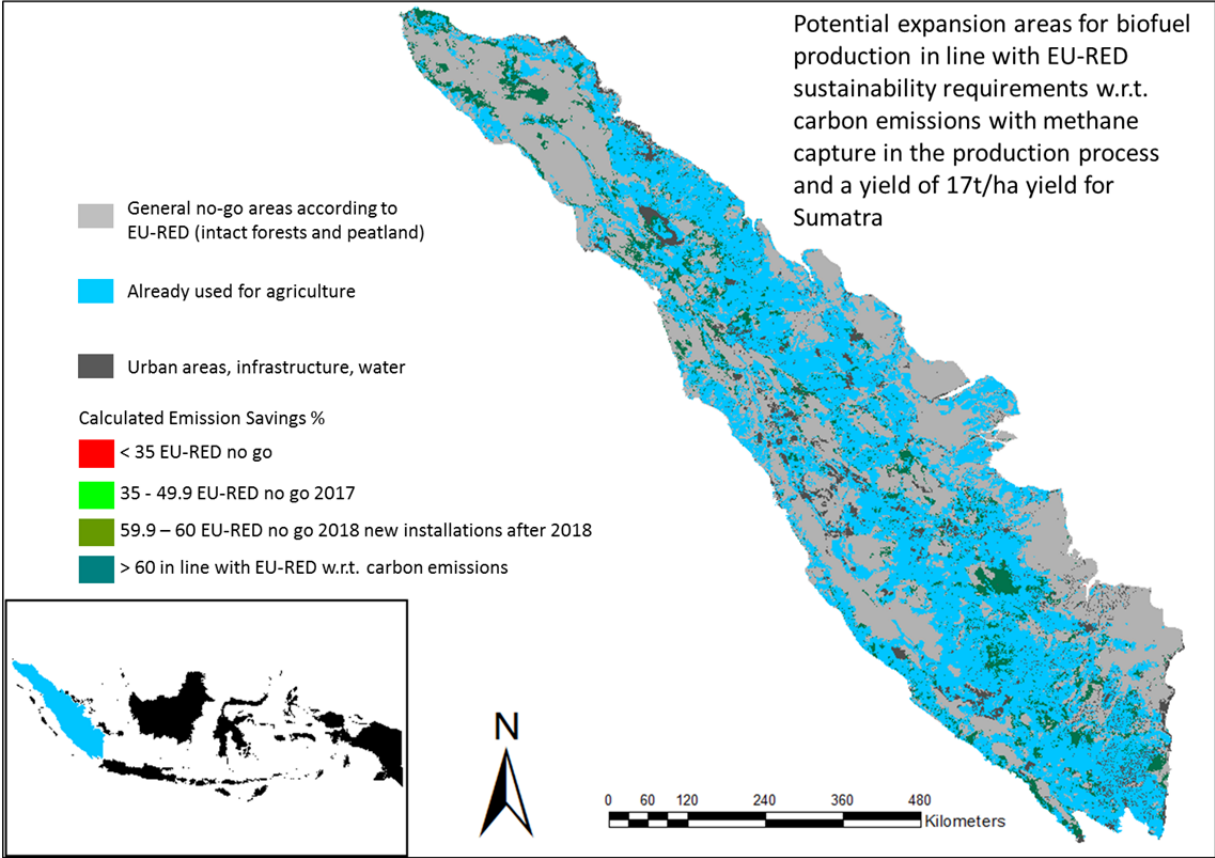 Potential expansion areas for biofuel
production in line with EU-RED
sustainability requirements w.r.t.
carbon emissions with methane
capture in the production process
and a yield of 17t/ha yield for
Sumatra
General no-go areas according to
EU-RED (intact forests and peatland)
Already used for agriculture
Urban areas, infrastructure, water
Calculated Emission Savings %
< 35 EU-RED no go
35 - 49.9 EU-RED no go 2017
59.9 – 60 EU-RED no go 2018 new installations after 2018
> 60 in line with EU-RED w.r.t. carbon emissions
N
0 60 120 240 360 480
Kilometers